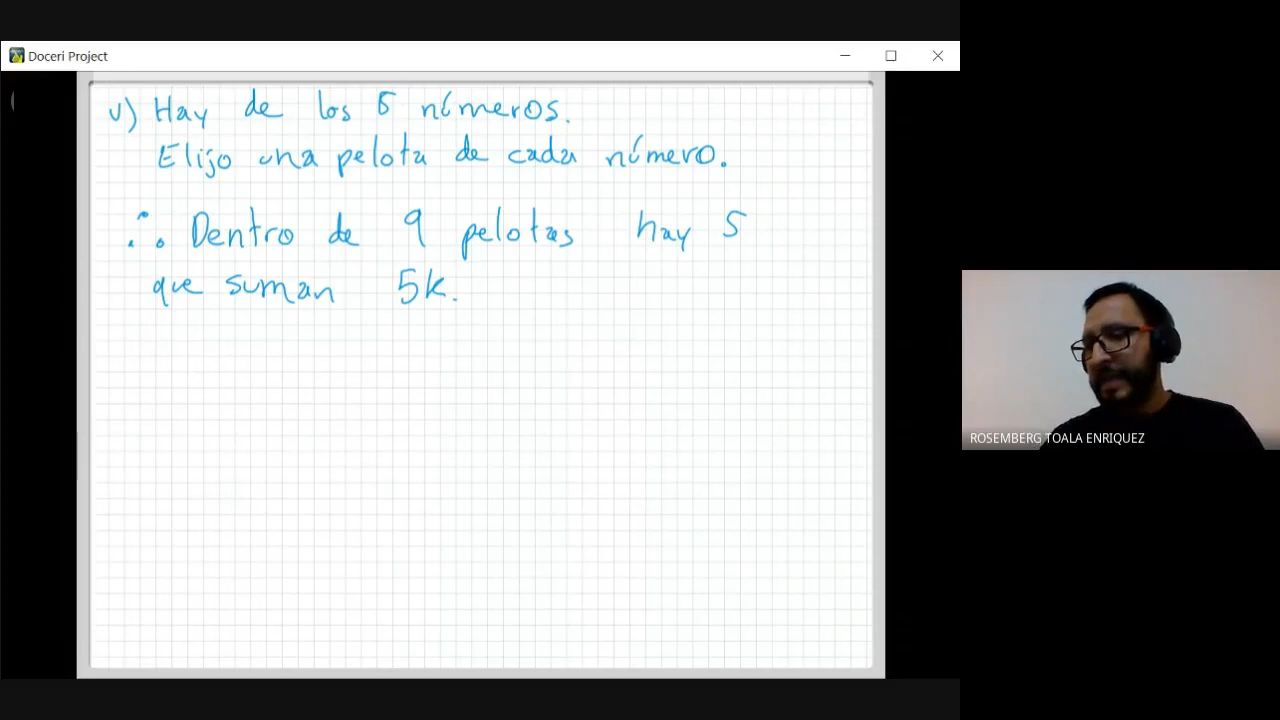 Doceri Project
v) Hay de los 5 números.
Elijo una pelota de cada número.
∴ Dentro de 9 pelotas hay 5
que suman 5k.
ROSEMBERG TOALA ENRIQUEZ